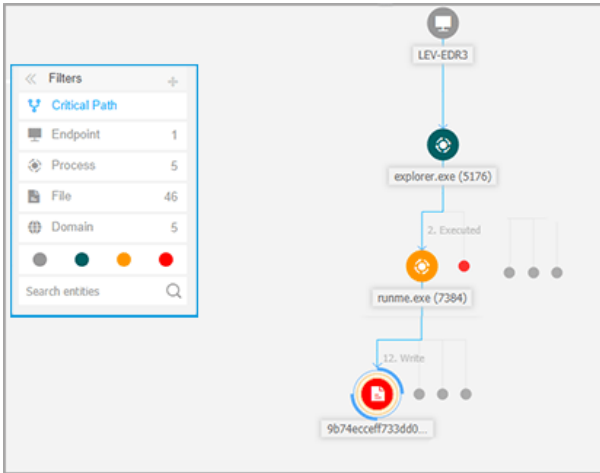 LEV-EDR3
Filters
Critical Path
Endpoint 1
Process 5
File 46
Domain 5
Search entities
explorer.exe (5176)
2. Executed
runme.exe (7384)
12. Write
9b74ecceff733dd0...